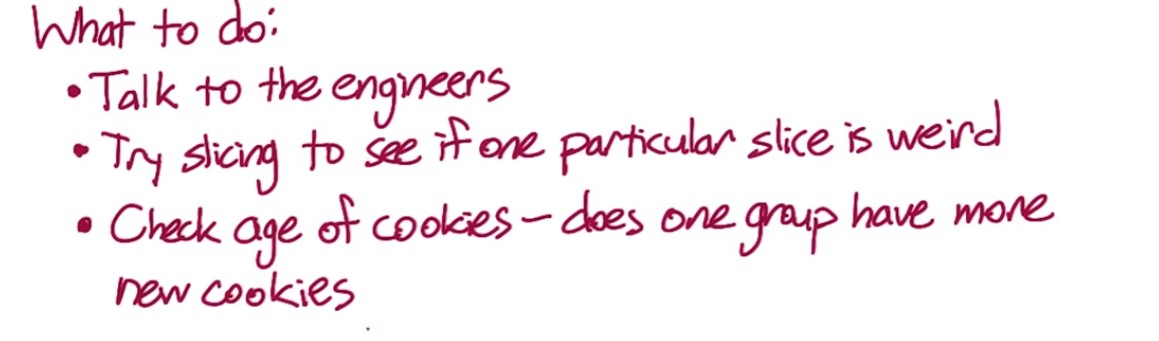 What to do:
• Talk to the engineers
• Try slicing to see if one particular slice is weird
• Check age of cookies – does one group have more
new cookies